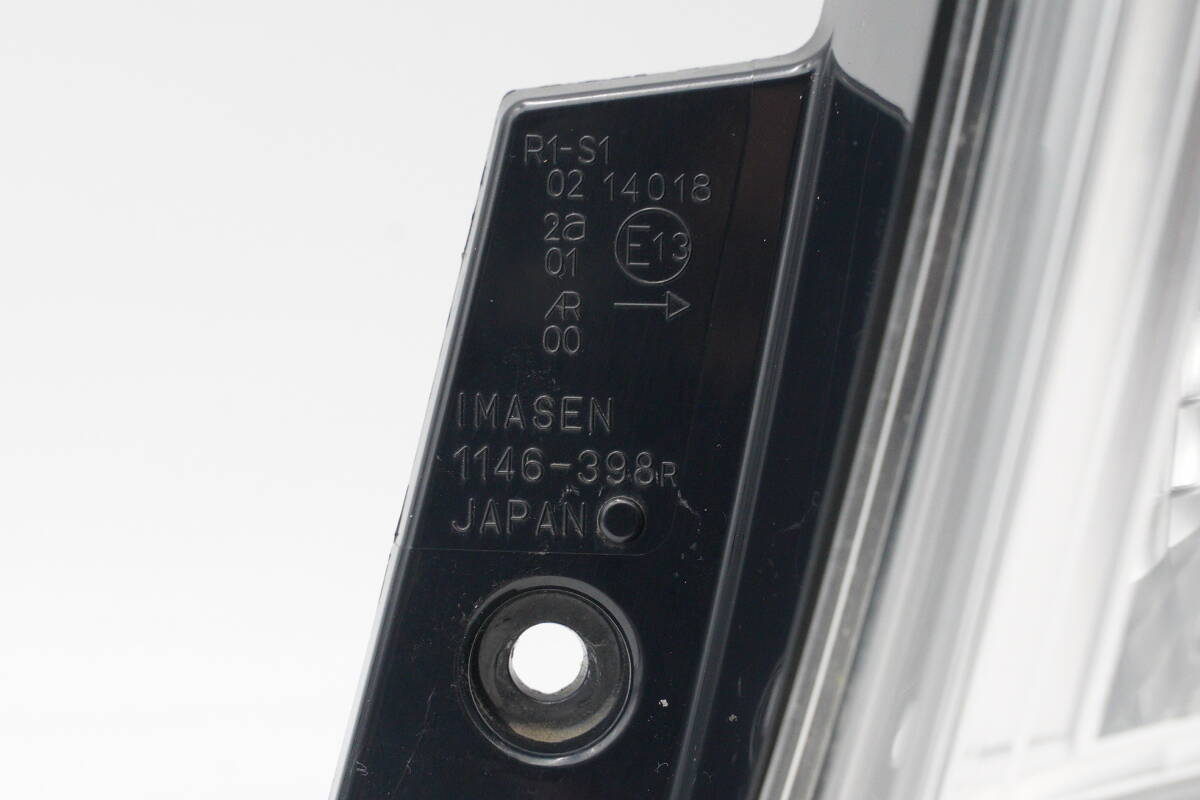 R1-S1
02 14018
2a E13
01
AR →
00
IMASEN
1146-398R
JAPAN